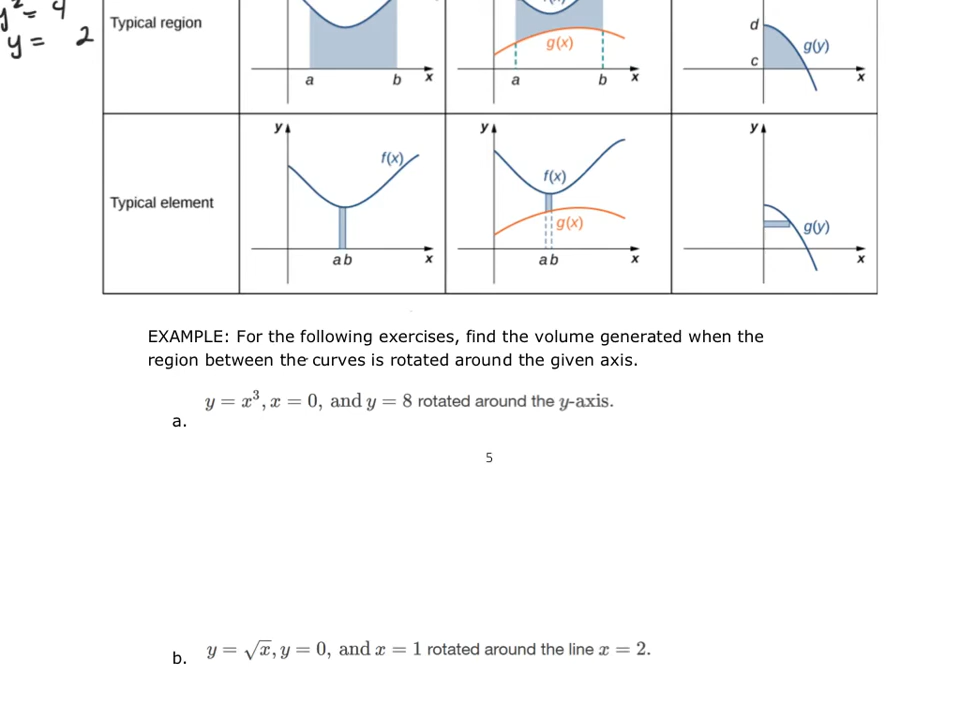 y² = 4
y = 2
Typical region
a b x
g(x)
a b x
d
c
g(y)
x
Typical element
y
f(x)
a b x
y
f(x)
g(x)
a b x
y
g(y)
x
EXAMPLE: For the following exercises, find the volume generated when the
region between the curves is rotated around the given axis.
a. y = x³, x = 0, and y = 8 rotated around the y-axis.
5
b. y = √x, y = 0, and x = 1 rotated around the line x = 2.